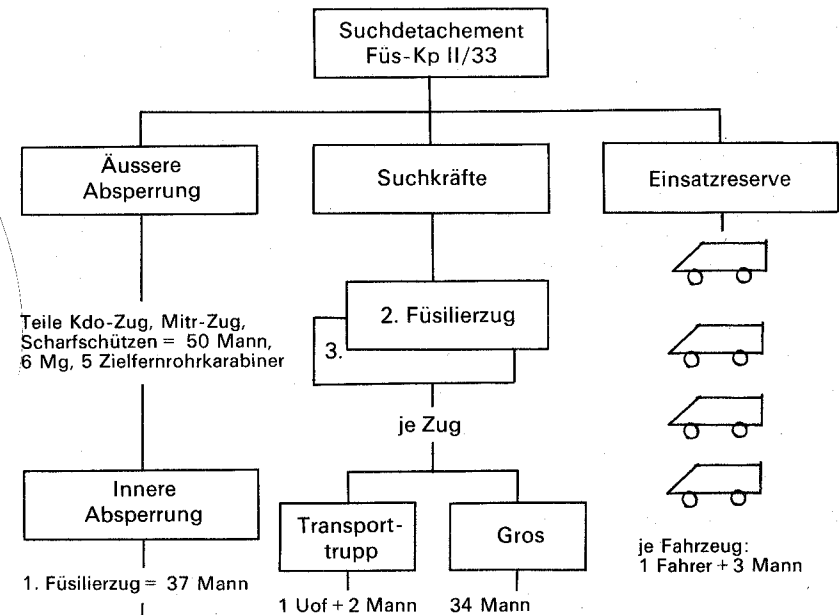 Suchdetachement
Füs-Kp II/33
Äussere
Absperrung
Suchkräfte
Einsatzreserve
Teile Kdo-Zug, Mitr-Zug,
Scharfschützen = 50 Mann,
6 Mg, 5 Zielfernrohrkarabiner
2. Füsilierzug
3.
je Zug
Innere
Absperrung
Transport-
trupp
Gros
je Fahrzeug:
1 Fahrer + 3 Mann
1. Füsilierzug = 37 Mann
1 Uof + 2 Mann
34 Mann